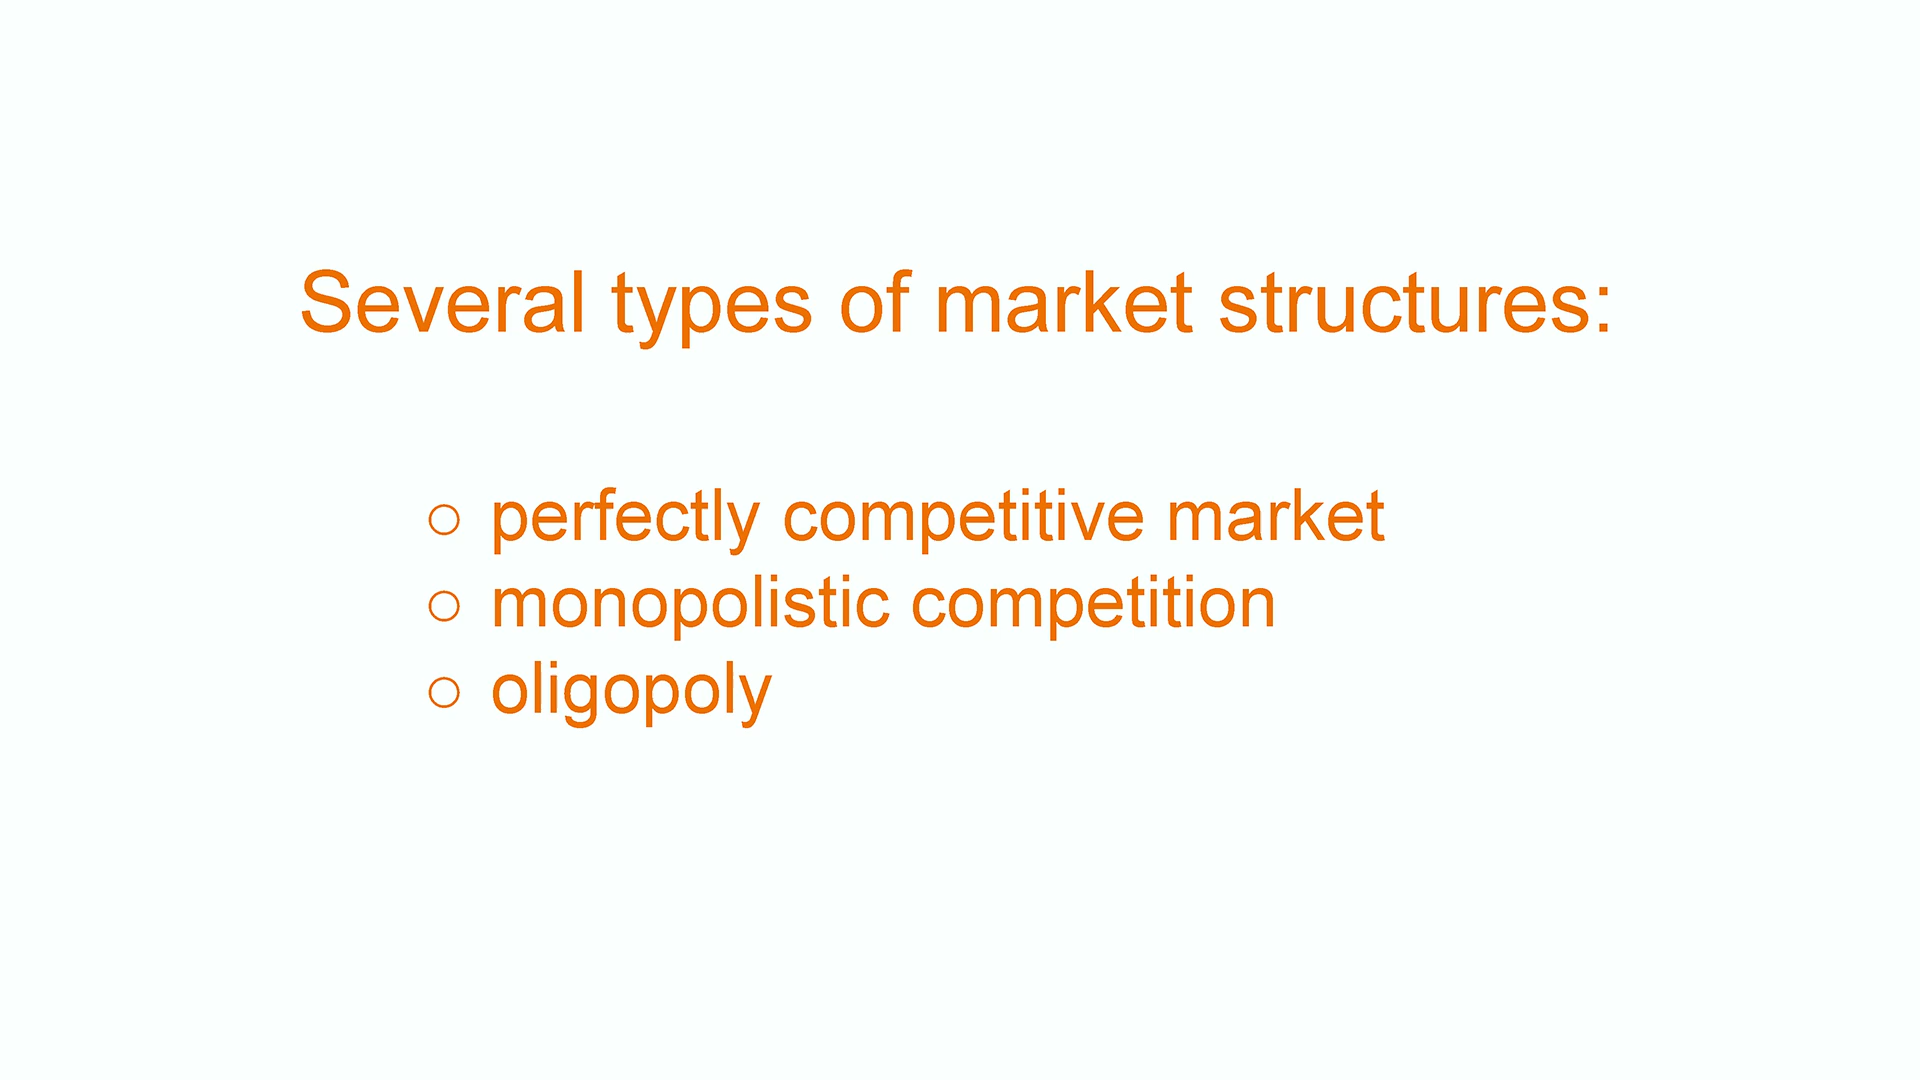 Several types of market structures:
○ perfectly competitive market
○ monopolistic competition
○ oligopoly